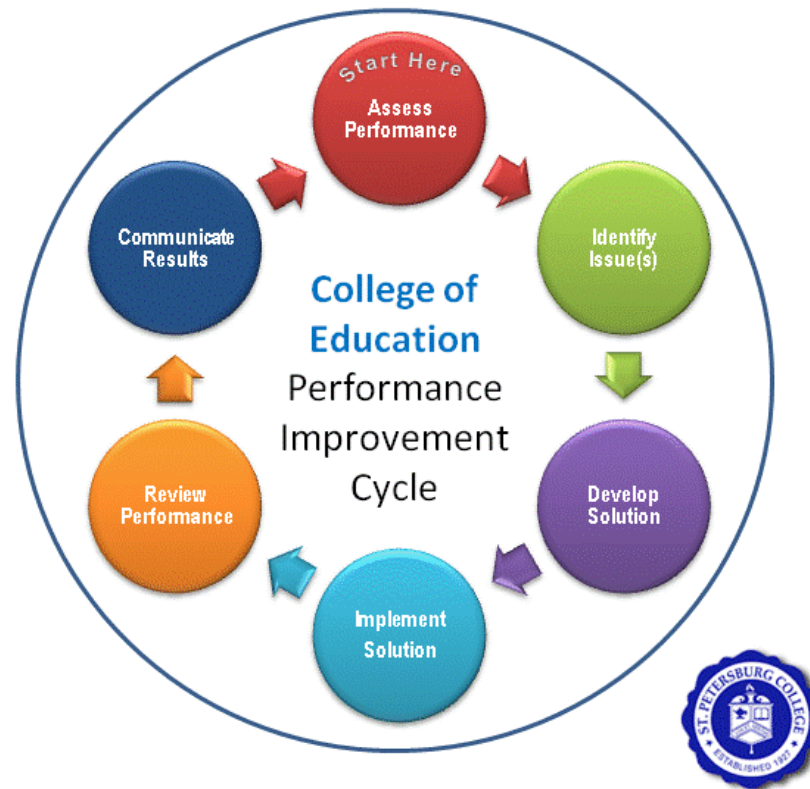 Start Here
Assess
Performance
Identify
Issue(s)
Develop
Solution
Implement
Solution
Review
Performance
Communicate
Results
College of
Education
Performance
Improvement
Cycle
ST. PETERSBURG COLLEGE
ESTABLISHED 1927